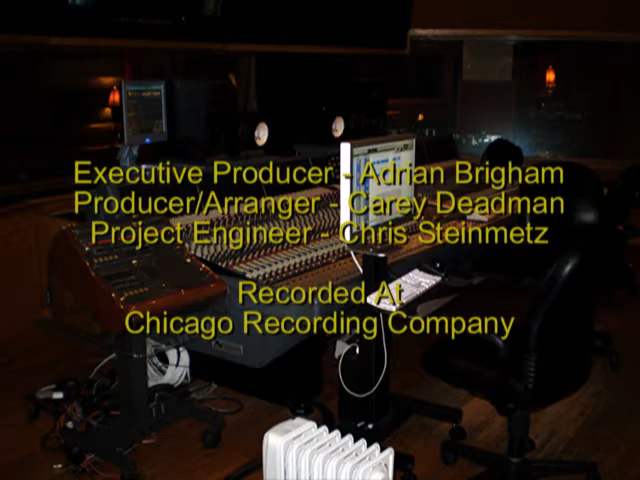 Executive Producer - Adrian Brigham
Producer/Arranger - Carey Deadman
Project Engineer - Chris Steinmetz
Recorded At
Chicago Recording Company